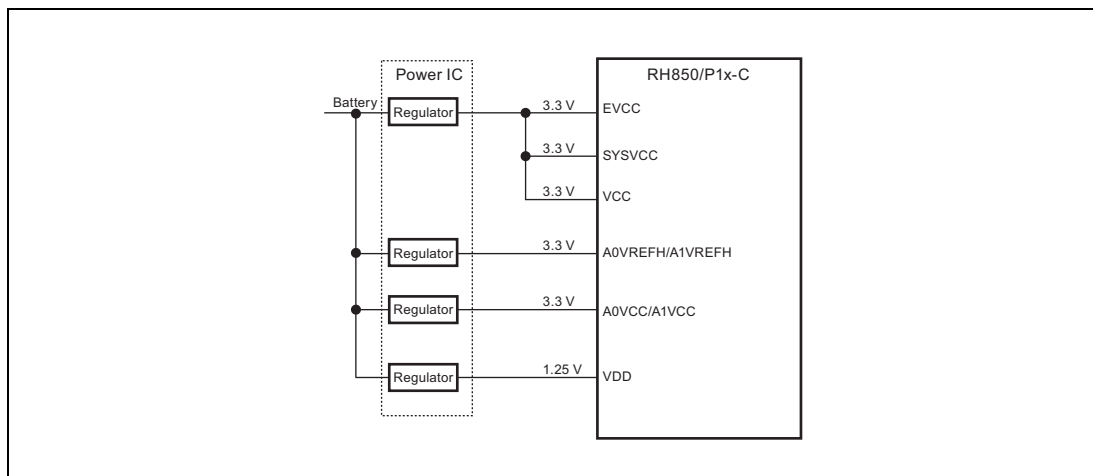 Power IC
RH850/P1x-C
Battery
Regulator
3.3 V
EVCC
3.3 V
SYSVCC
3.3 V
VCC
Regulator
3.3 V
A0VREFH/A1VREFH
Regulator
3.3 V
A0VCC/A1VCC
Regulator
1.25 V
VDD